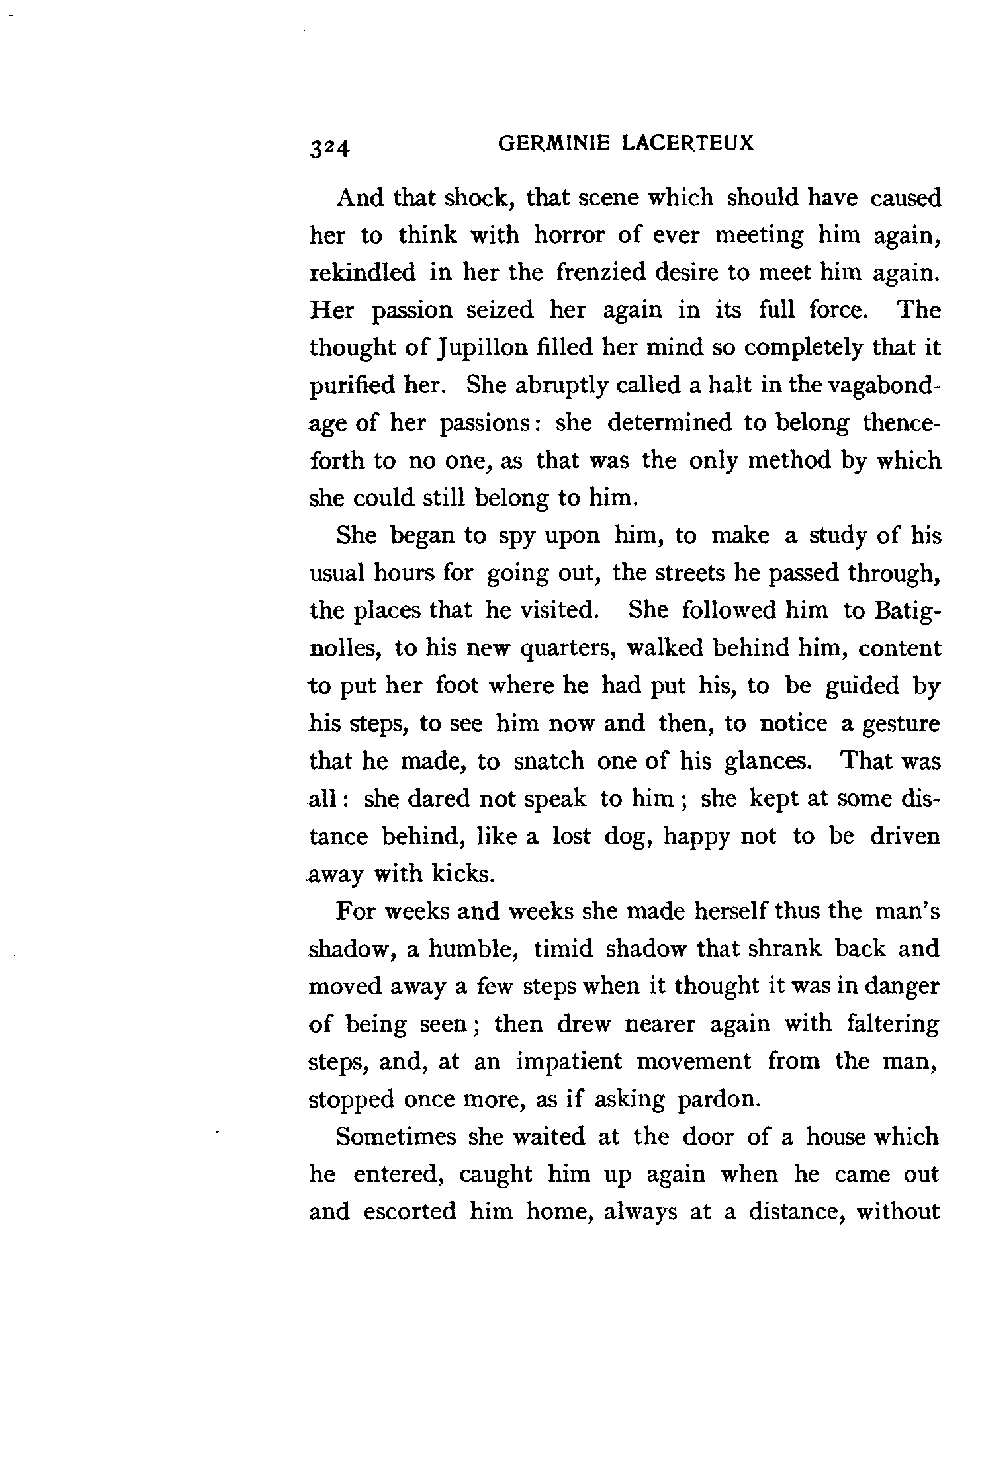 324 GERMINIE LACERTEUX
And that shock, that scene which should have caused
her to think with horror of ever meeting him again,
rekindled in her the frenzied desire to meet him again.
Her passion seized her again in its full force. The
thought of Jupillon filled her mind so completely that it
purified her. She abruptly called a halt in the vagabond-
age of her passions: she determined to belong thence-
forth to no one, as that was the only method by which
she could still belong to him.
She began to spy upon him, to make a study of his
usual hours for going out, the streets he passed through,
the places that he visited. She followed him to Batig-
nolles, to his new quarters, walked behind him, content
to put her foot where he had put his, to be guided by
his steps, to see him now and then, to notice a gesture
that he made, to snatch one of his glances. That was
all: she dared not speak to him; she kept at some dis-
tance behind, like a lost dog, happy not to be driven
away with kicks.
For weeks and weeks she made herself thus the man's
shadow, a humble, timid shadow that shrank back and
moved away a few steps when it thought it was in danger
of being seen; then drew nearer again with faltering
steps, and, at an impatient movement from the man,
stopped once more, as if asking pardon.
Sometimes she waited at the door of a house which
he entered, caught him up again when he came out
and escorted him home, always at a distance, without